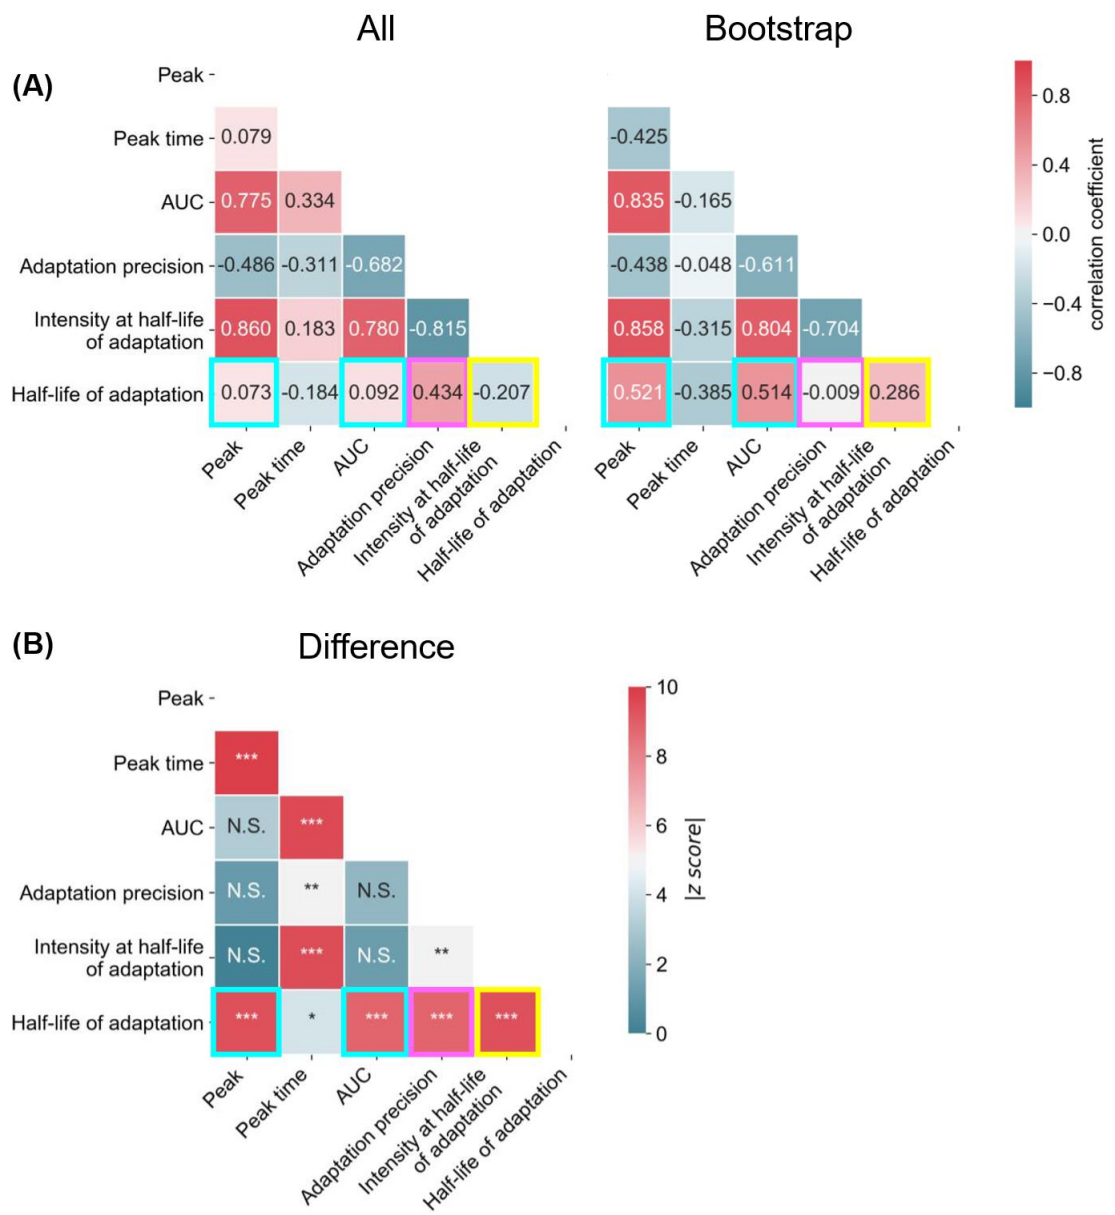 All Bootstrap
(A)
Peak
Peak time 0.079 -0.425
AUC 0.775 0.334 0.835 -0.165
Adaptation precision -0.486 -0.311 -0.682 -0.438 -0.048 -0.611
Intensity at half-life
of adaptation 0.860 0.183 0.780 -0.815 0.858 -0.315 0.804 -0.704
Half-life of adaptation 0.073 -0.184 0.092 0.434 -0.207 0.521 -0.385 0.514 -0.009 0.286
Peak
Peak time
AUC
Adaptation precision
Intensity at half-life
of adaptation
Half-life of adaptation
Peak
Peak time
AUC
Adaptation precision
Intensity at half-life
of adaptation
Half-life of adaptation
0.8
0.4
0.0
−0.4
−0.8
correlation coefficient
(B)
Difference
Peak
Peak time ***
AUC N.S. ***
Adaptation precision N.S. ** N.S.
Intensity at half-life
of adaptation N.S. *** N.S. **
Half-life of adaptation *** * *** *** ***
Peak
Peak time
AUC
Adaptation precision
Intensity at half-life
of adaptation
Half-life of adaptation
10
8
6
4
2
0
|z score|